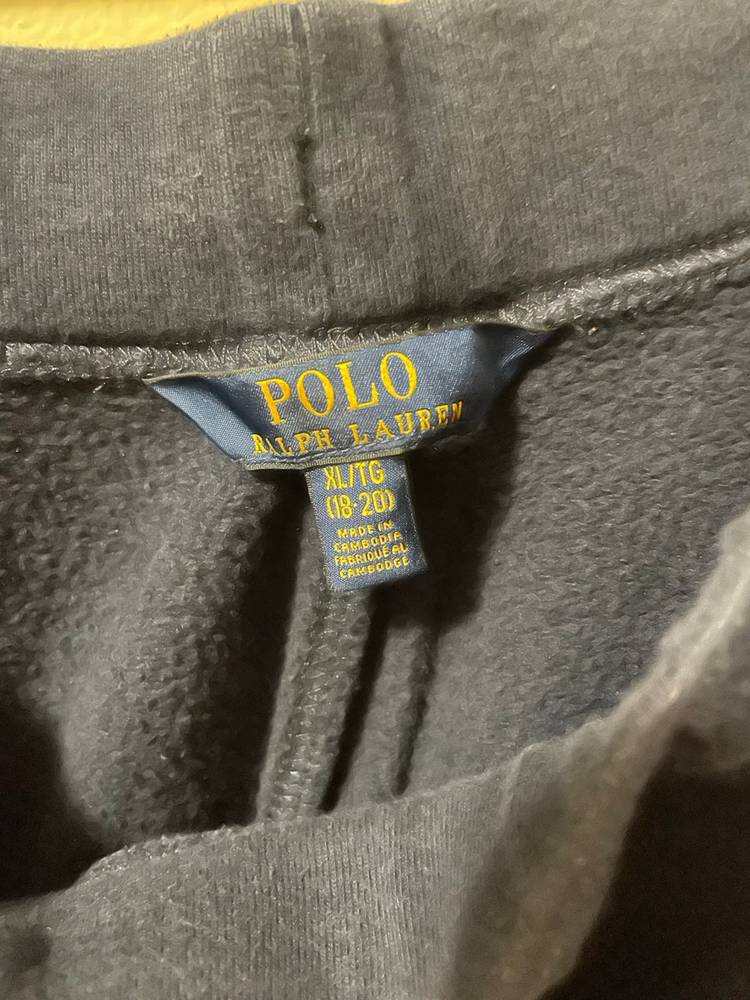 POLO
RALPH LAUREN
XL/TG
(18-20)
MADE IN
CAMBODIA
FABRIQUÉ AU
CAMBODGE